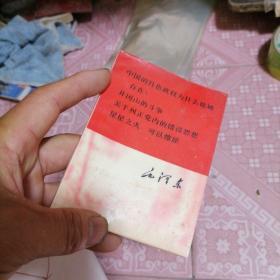 中国的红色政权为什么能够
存在?
井冈山的斗争
关于纠正党内的错误思想
星星之火,可以燎原
毛泽东